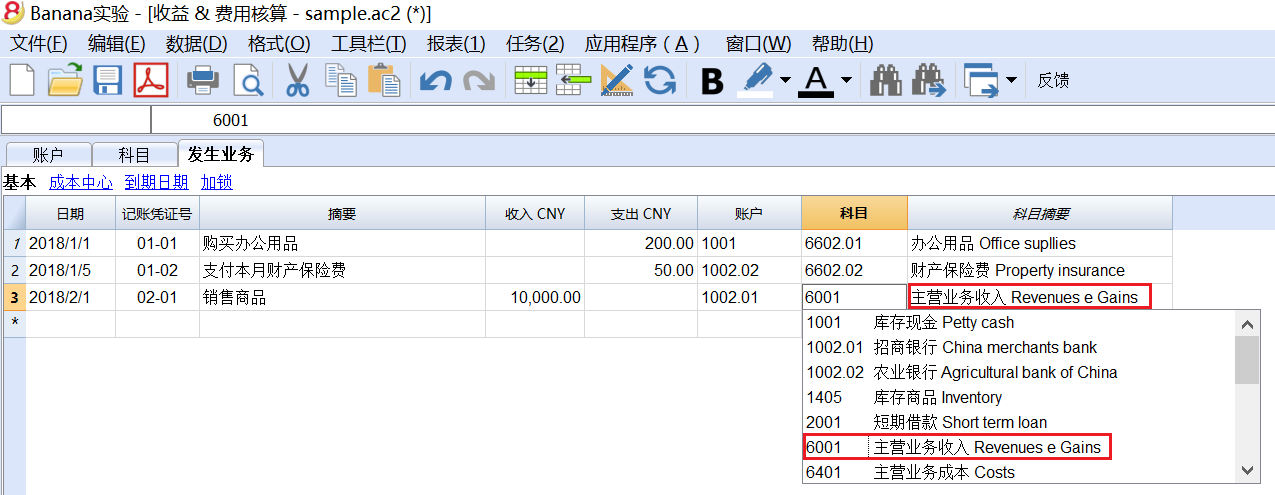 Banana实验 - [收益 & 费用核算 - sample.ac2 (*)]
文件(F) 编辑(E) 数据(D) 格式(O) 工具栏(T) 报表(1) 任务(2) 应用程序 ( A ) 窗口(W) 帮助(H)
B A 反馈
6001
账户 科目 发生业务
基本 成本中心 到期日期 加锁
日期 记账凭证号 摘要 收入 CNY 支出 CNY 账户 科目 科目摘要
1 2018/1/1 01-01 购买办公用品 200.00 1001 6602.01 办公用品 Office supllies
2 2018/1/5 01-02 支付本月财产保险费 50.00 1002.02 6602.02 财产保险费 Property insurance
3 2018/2/1 02-01 销售商品 10,000.00 1002.01 6001 主营业务收入 Revenues e Gains
*
1001 库存现金 Petty cash
1002.01 招商银行 China merchants bank
1002.02 农业银行 Agricultural bank of China
1405 库存商品 Inventory
2001 短期借款 Short term loan
6001 主营业务收入 Revenues e Gains
6401 主营业务成本 Costs